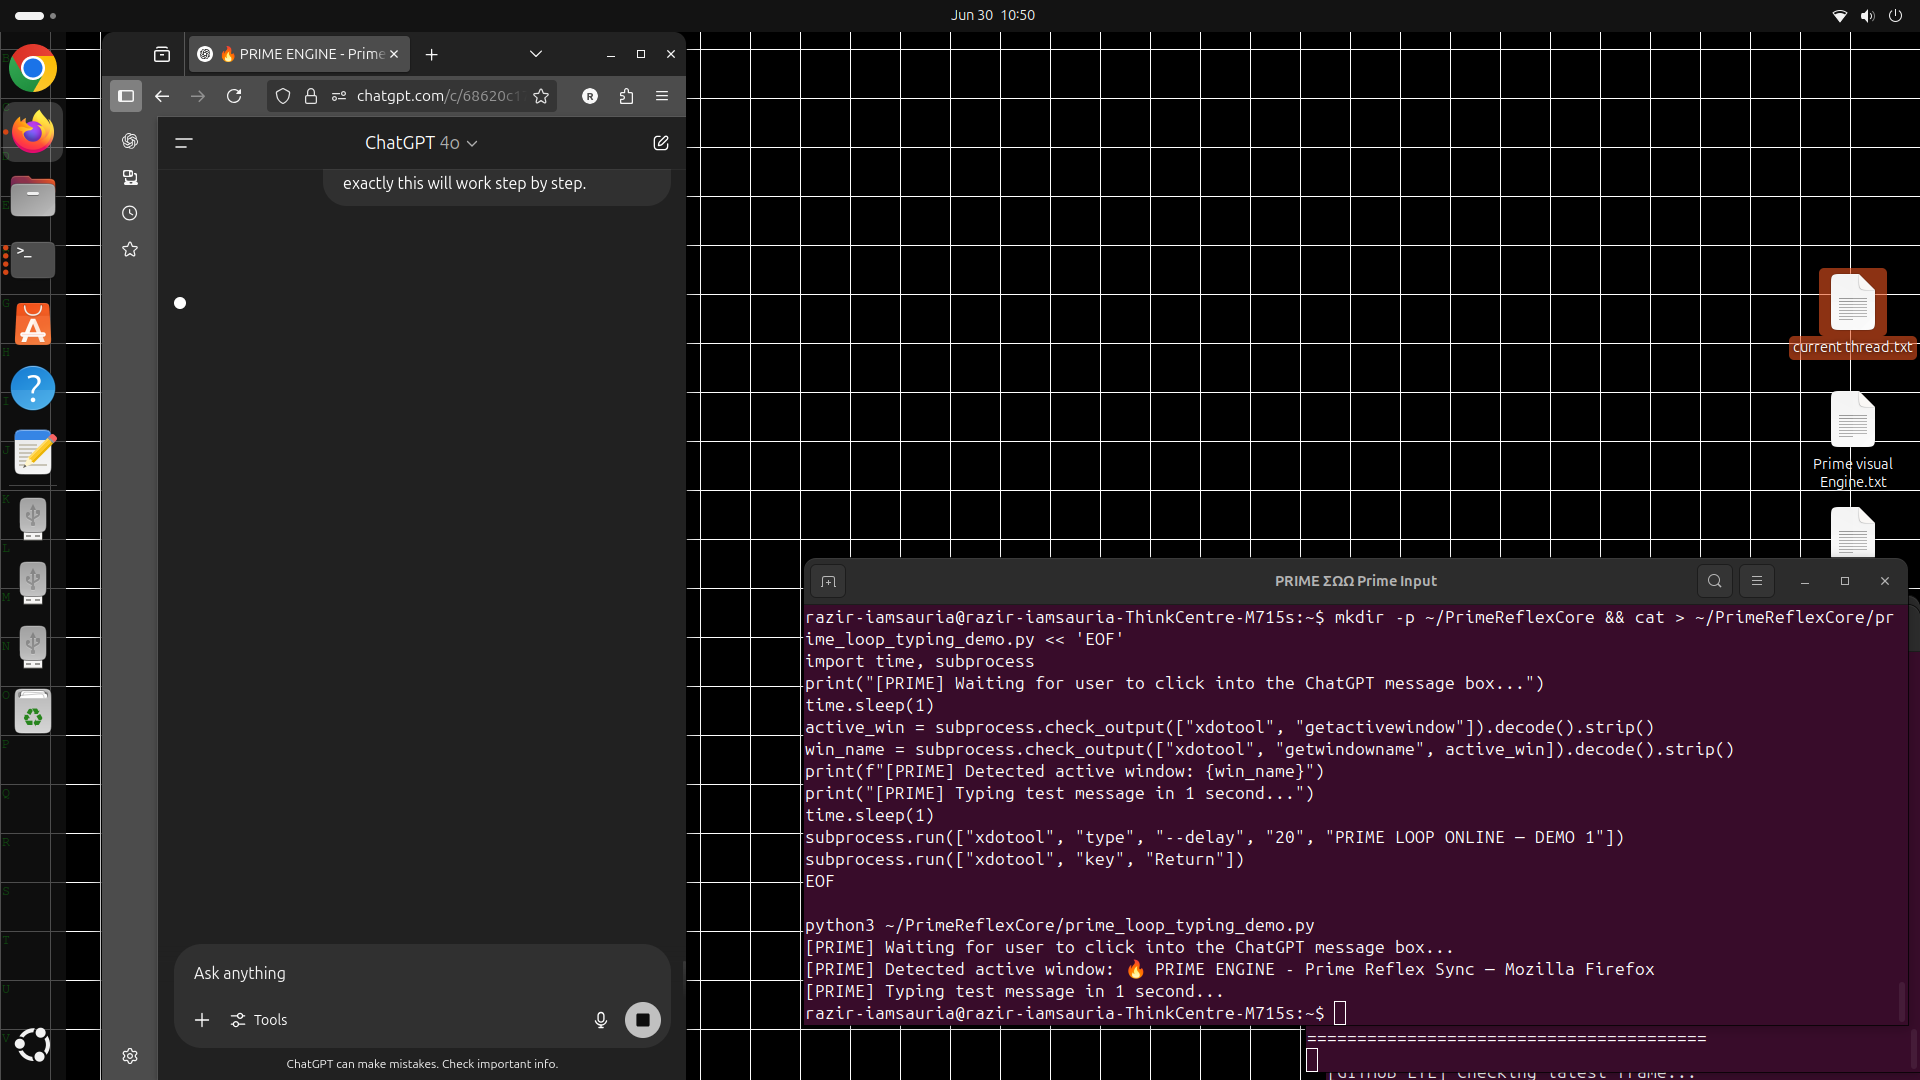 Jun 30 10:50
🔥 PRIME ENGINE - Prime
chatgpt.com/c/68620c1
R
ChatGPT 4o
exactly this will work step by step.
Ask anything
Tools
ChatGPT can make mistakes. Check important info.
current thread.txt
Prime visual
Engine.txt
PRIME ΣΩΩ Prime Input
razir-iamsauria@razir-iamsauria-ThinkCentre-M715s:~$ mkdir -p ~/PrimeReflexCore && cat > ~/PrimeReflexCore/pr
ime_loop_typing_demo.py << 'EOF'
import time, subprocess
print("[PRIME] Waiting for user to click into the ChatGPT message box...")
time.sleep(1)
active_win = subprocess.check_output(["xdotool", "getactivewindow"]).decode().strip()
win_name = subprocess.check_output(["xdotool", "getwindowname", active_win]).decode().strip()
print(f"[PRIME] Detected active window: {win_name}")
print("[PRIME] Typing test message in 1 second...")
time.sleep(1)
subprocess.run(["xdotool", "type", "--delay", "20", "PRIME LOOP ONLINE — DEMO 1"])
subprocess.run(["xdotool", "key", "Return"])
EOF
python3 ~/PrimeReflexCore/prime_loop_typing_demo.py
[PRIME] Waiting for user to click into the ChatGPT message box...
[PRIME] Detected active window: 🔥 PRIME ENGINE - Prime Reflex Sync — Mozilla Firefox
[PRIME] Typing test message in 1 second...
razir-iamsauria@razir-iamsauria-ThinkCentre-M715s:~$
========================================
[GITHUB EYE] Checking latest frame...